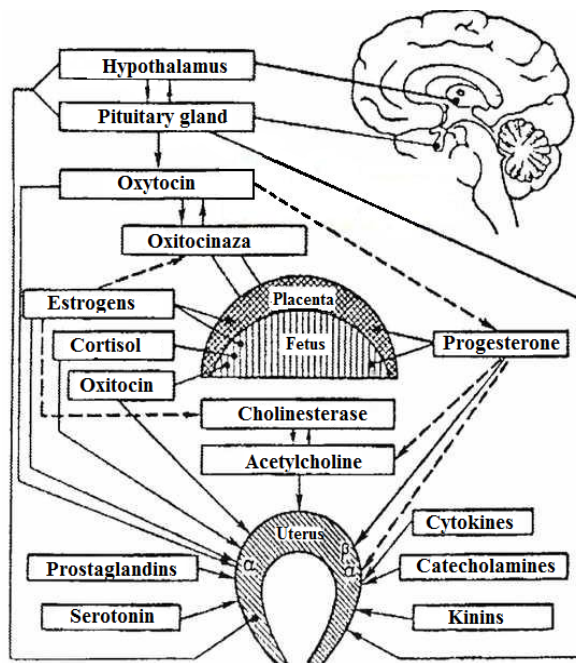 Hypothalamus
Pituitary gland
Oxytocin
Oxitocinaza
Estrogens
Placenta
Cortisol
Fetus
Progesterone
Oxitocin
Cholinesterase
Acetylcholine
Cytokines
Uterus
β
α
α
Prostaglandins
Catecholamines
Serotonin
Kinins